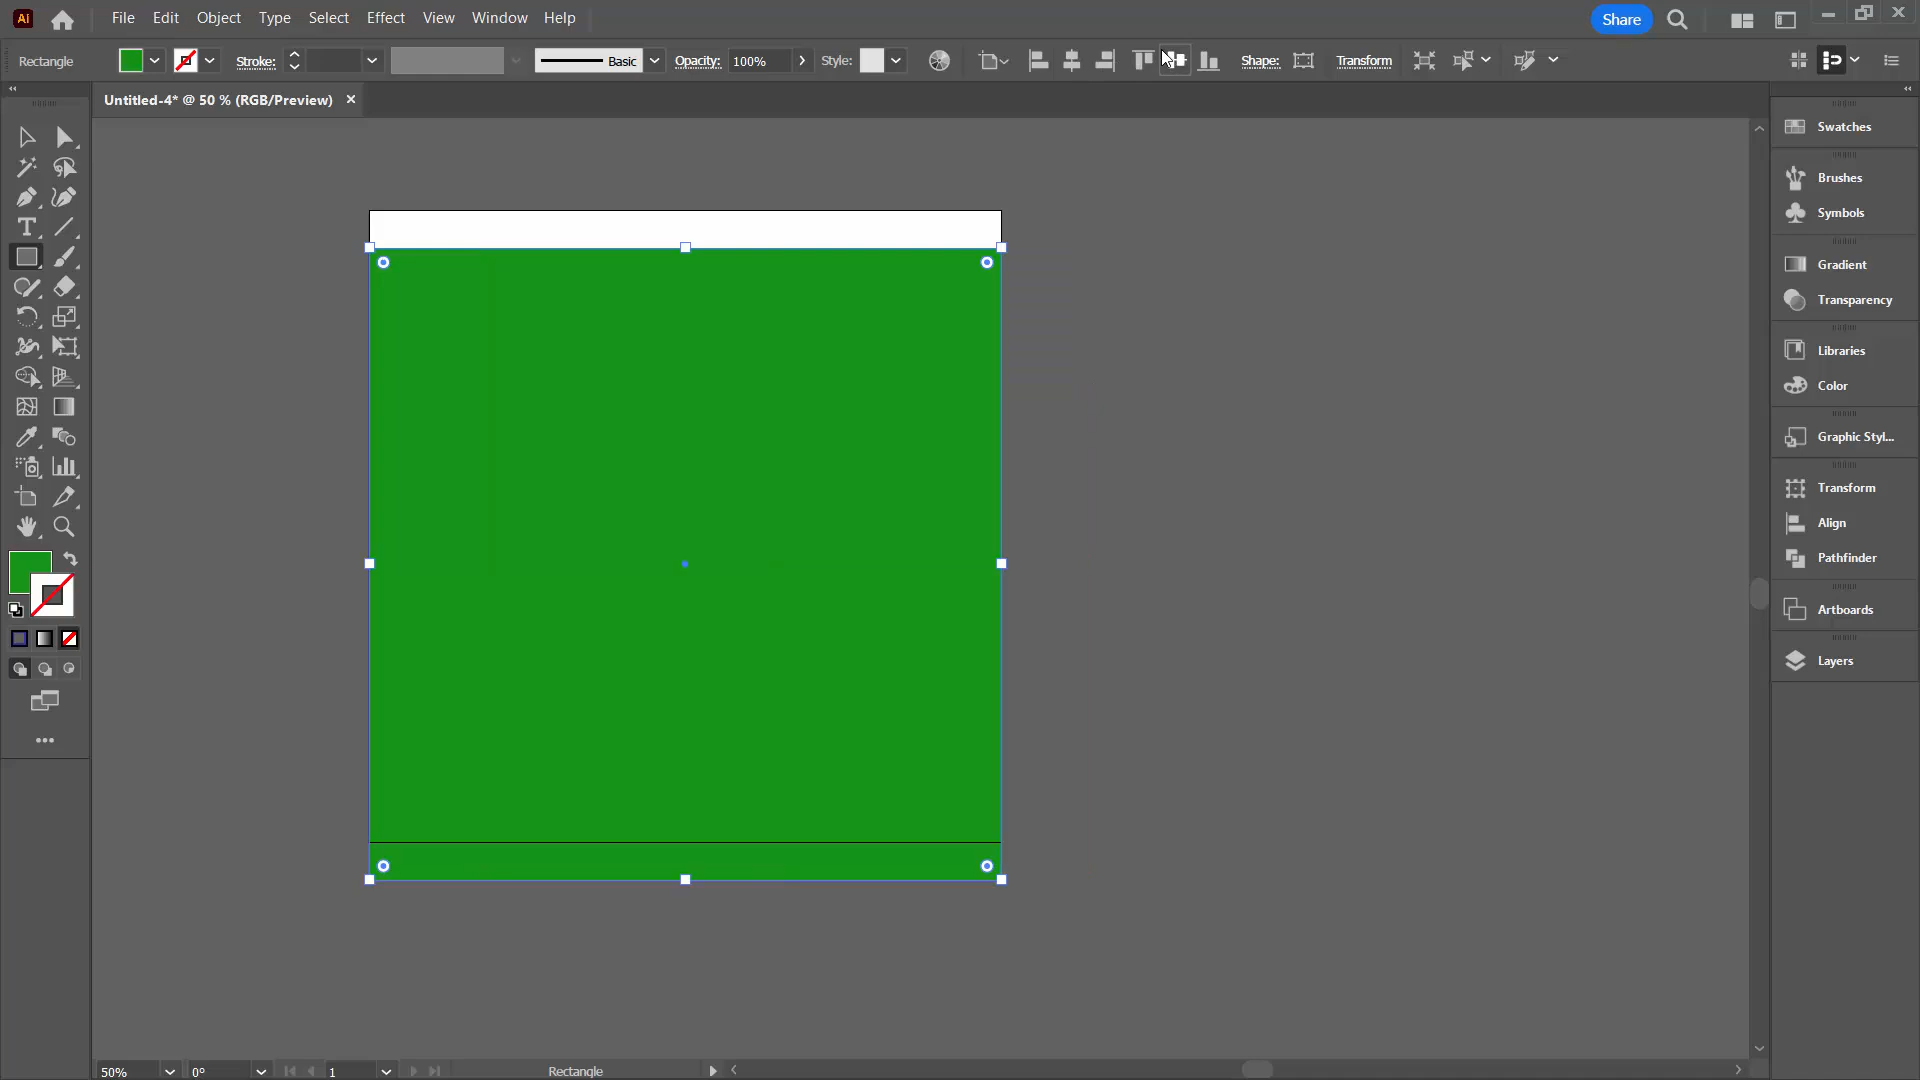 Ai File Edit Object Type Select Effect View Window Help Share
Rectangle Stroke: Basic Opacity: 100% Style: Shape: Transform
Untitled-4* @ 50 % (RGB/Preview) ×
Swatches
Brushes
Symbols
Gradient
Transparency
Libraries
Color
Graphic Styl...
Transform
Align
Pathfinder
Artboards
Layers
50% 0° 1 Rectangle